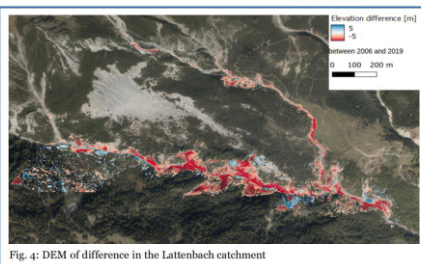 Elevation difference [m]
5
-5
between 2006 and 2019
0 100 200 m
Fig. 4: DEM of difference in the Lattenbach catchment